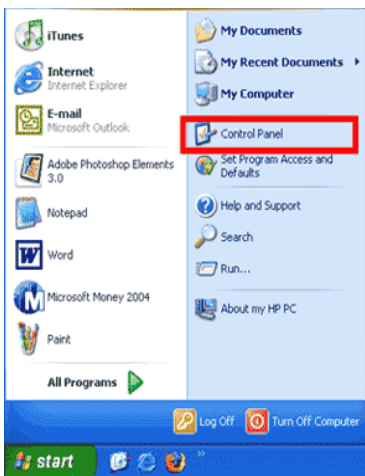 iTunes
Internet
Internet Explorer
E-mail
Microsoft Outlook
Adobe Photoshop Elements
3.0
Notepad
Word
Microsoft Money 2004
Paint
All Programs
My Documents
My Recent Documents
My Computer
Control Panel
Set Program Access and
Defaults
Help and Support
Search
Run...
About my HP PC
Log Off
Turn Off Computer
start